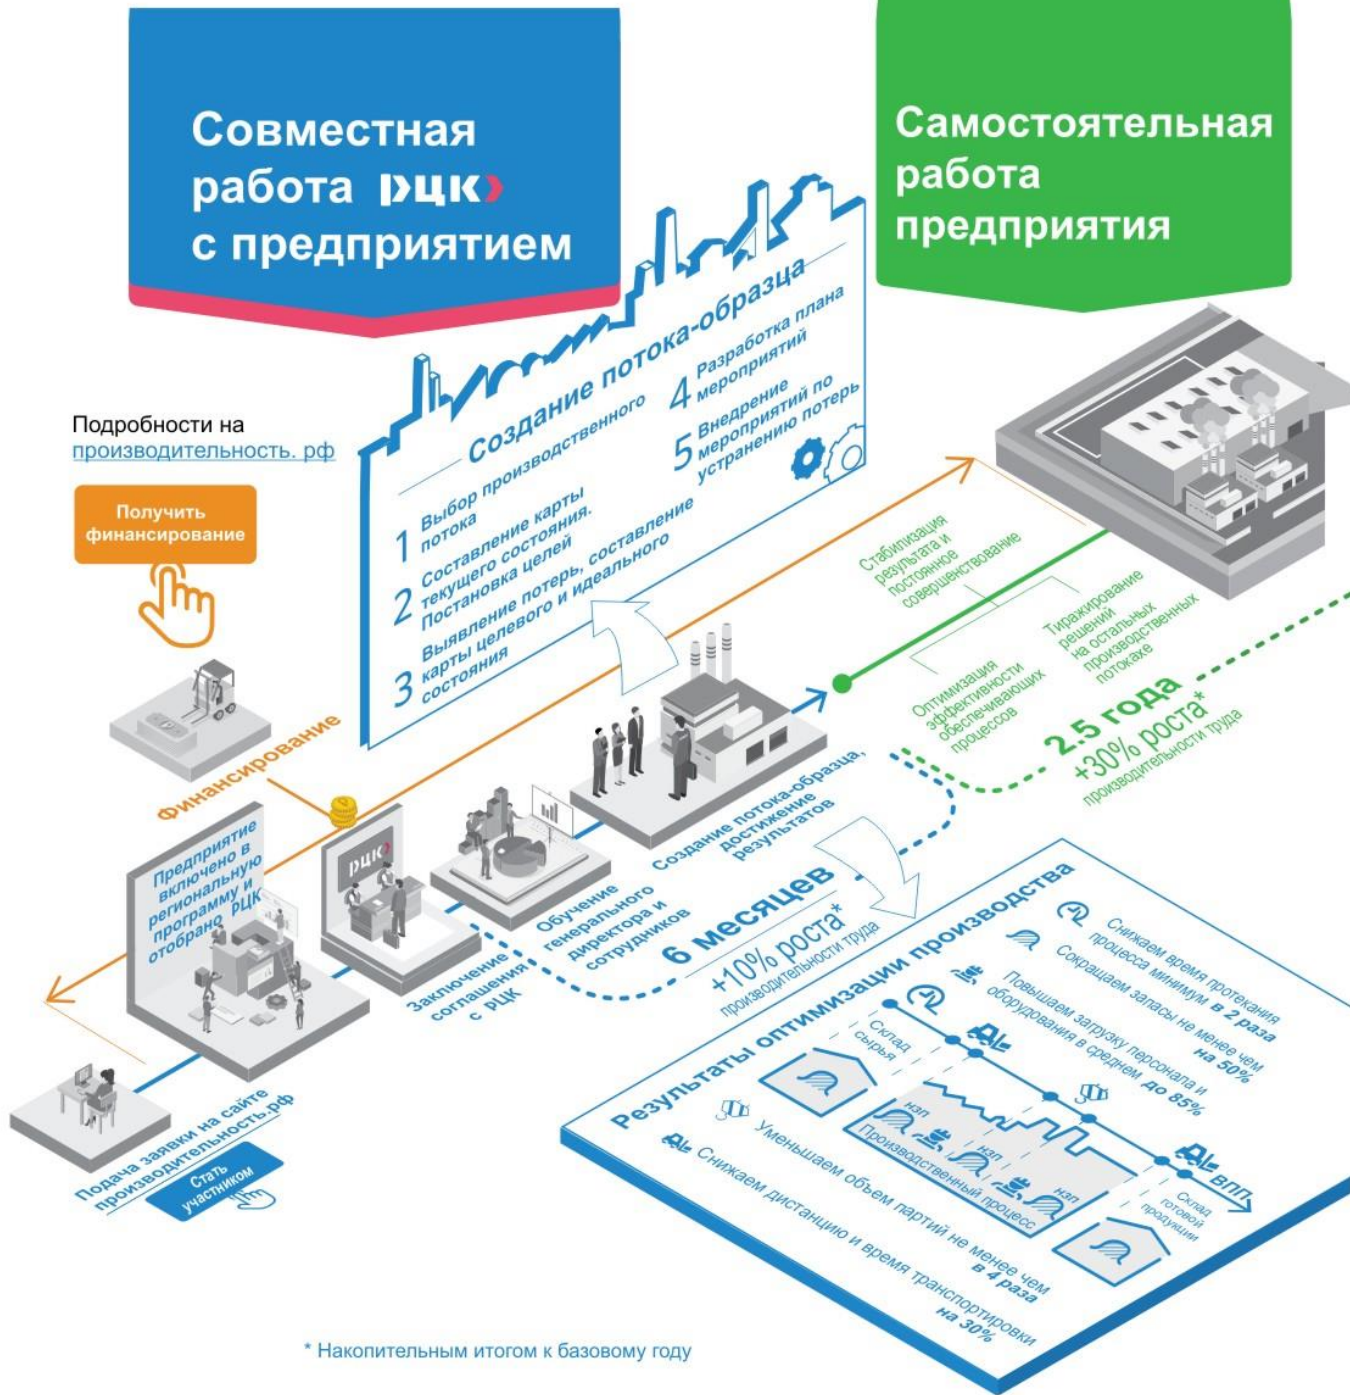 Совместная
работа рцк
с предприятием
Самостоятельная
работа
предприятия
Подробности на
производительность. рф
Получить
финансирование
Создание потока-образца
1 Выбор производственного
потока
2 Составление карты
текущего состояния.
Постановка целей
3 Выявление потерь, составление
карты целевого и идеального
состояния
4 Разработка плана
мероприятий
5 Внедрение
мероприятий по
устранению потерь
Финансирование
Подача заявки на сайте
производительность.рф
Стать
участником
Предприятие
включено в
региональную
программу и
отобрано РЦК
рцк
Заключение
соглашения
с РЦК
Обучение
генерального
директора и
сотрудников
Создание потока-образца,
достижение
результатов
6 месяцев
+10% роста*
производительности труда
Стабилизация
результата и
постоянное
совершенствование
Оптимизация
эффективности
обеспечивающих
процессов
Тиражирование
решений
на остальных
производственных
потокахе
2.5 года
+30% роста*
производительности труда
Результаты оптимизации производства
Снижаем время протекания
процесса минимум в 2 раза
Сокращаем запасы не менее чем
на 50%
Повышаем загрузку персонала и
оборудования в среднем до 85%
Склад
сырья
нзп
нзп
нзп
Производственный процесс
ВПП
Склад
готовой
продукции
Уменьшаем объем партий не менее чем
в 4 раза
Снижаем дистанцию и время транспортировки
на 30%
* Накопительным итогом к базовому году